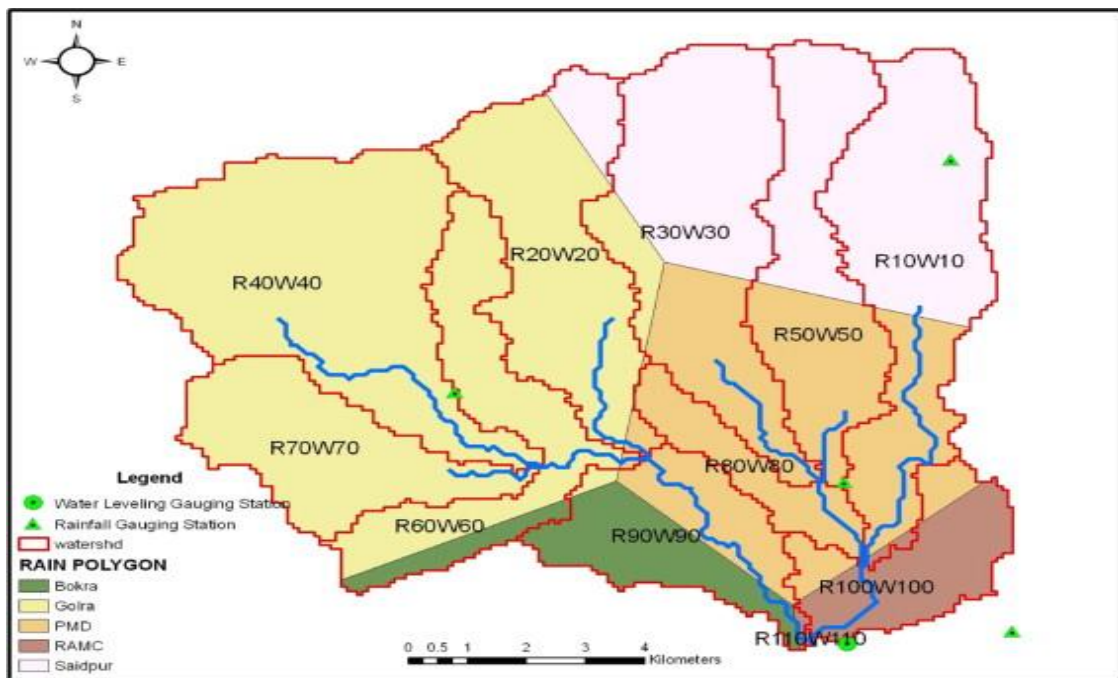 N
W E
S
R30W30
R20W20
R10W10
R40W40
R50W50
R70W70
R80W80
R60W60
R90W90
R100W100
R110W110
Legend
Water Leveling Gauging Station
Rainfall Gauging Station
watershd
RAIN POLYGON
Bokra
Golra
PMD
RAMC
Saidpur
0 0.5 1 2 3 4
Kilometers